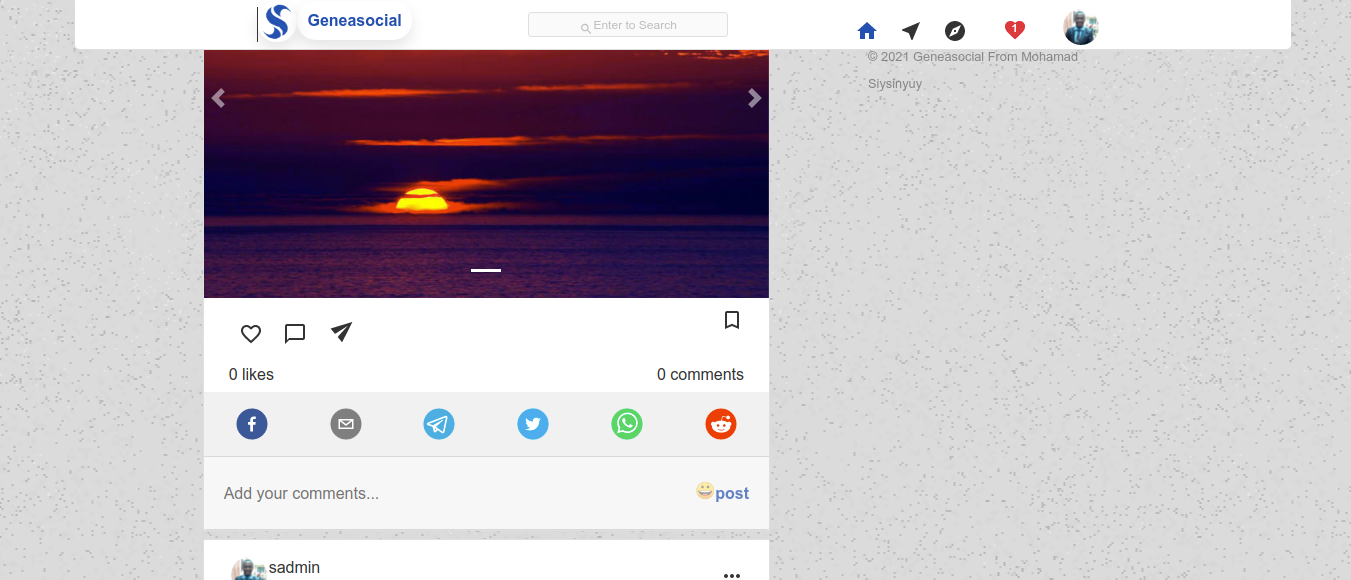 Geneasocial
Enter to Search
1
© 2021 Geneasocial From Mohamad
Siysinyuy
0 likes
0 comments
Add your comments...
post
sadmin